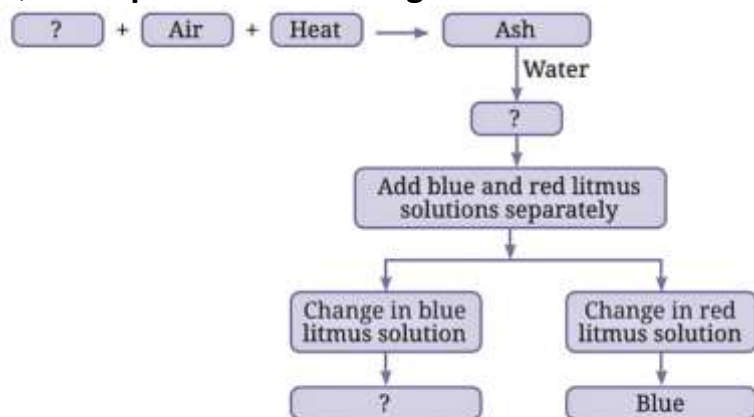 ? + Air + Heat Ash
Water
?
Add blue and red litmus
solutions separately
Change in blue
litmus solution
Change in red
litmus solution
?
Blue